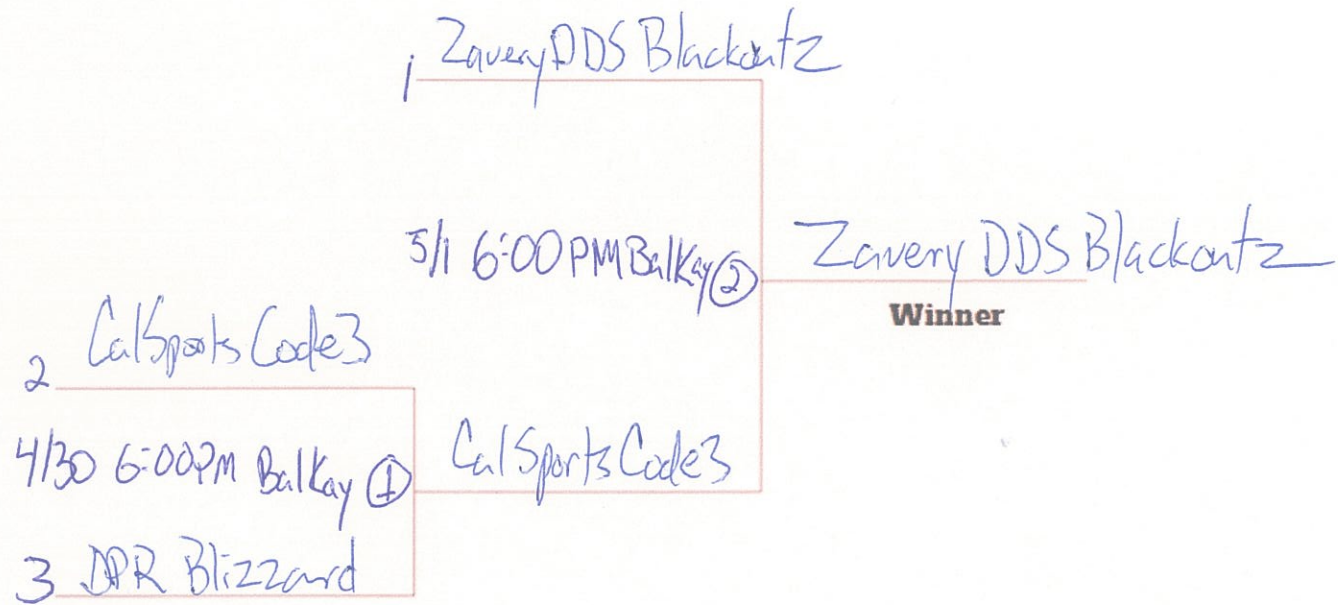 1 Zavery DDS Blackoutz
5/1 6:00 PM BalKay 2
Zavery DDS Blackoutz
Winner
2 CalSports Code3
4/30 6:00PM BalKay 1
CalSports Code3
3 DPR Blizzard